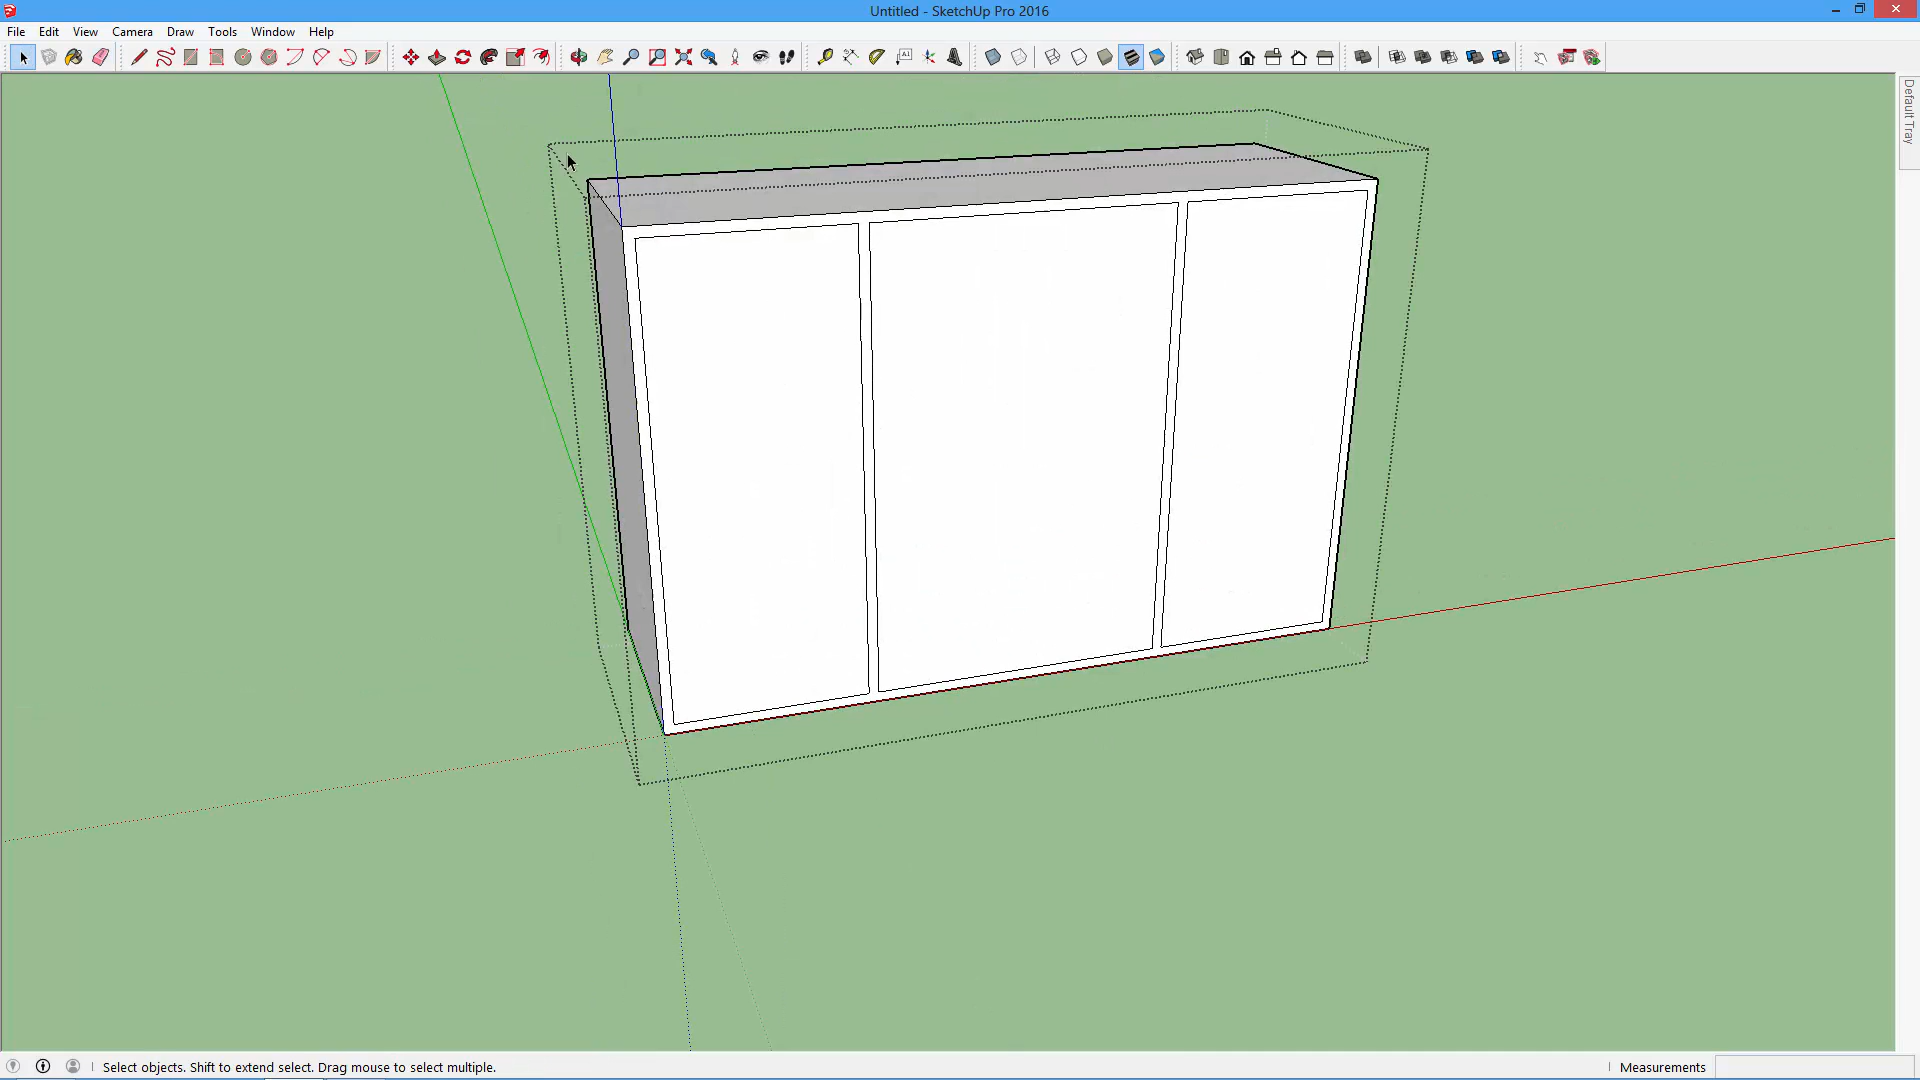 Untitled - SketchUp Pro 2016
File Edit View Camera Draw Tools Window Help
Default Tray
Select objects. Shift to extend select. Drag mouse to select multiple.
Measurements